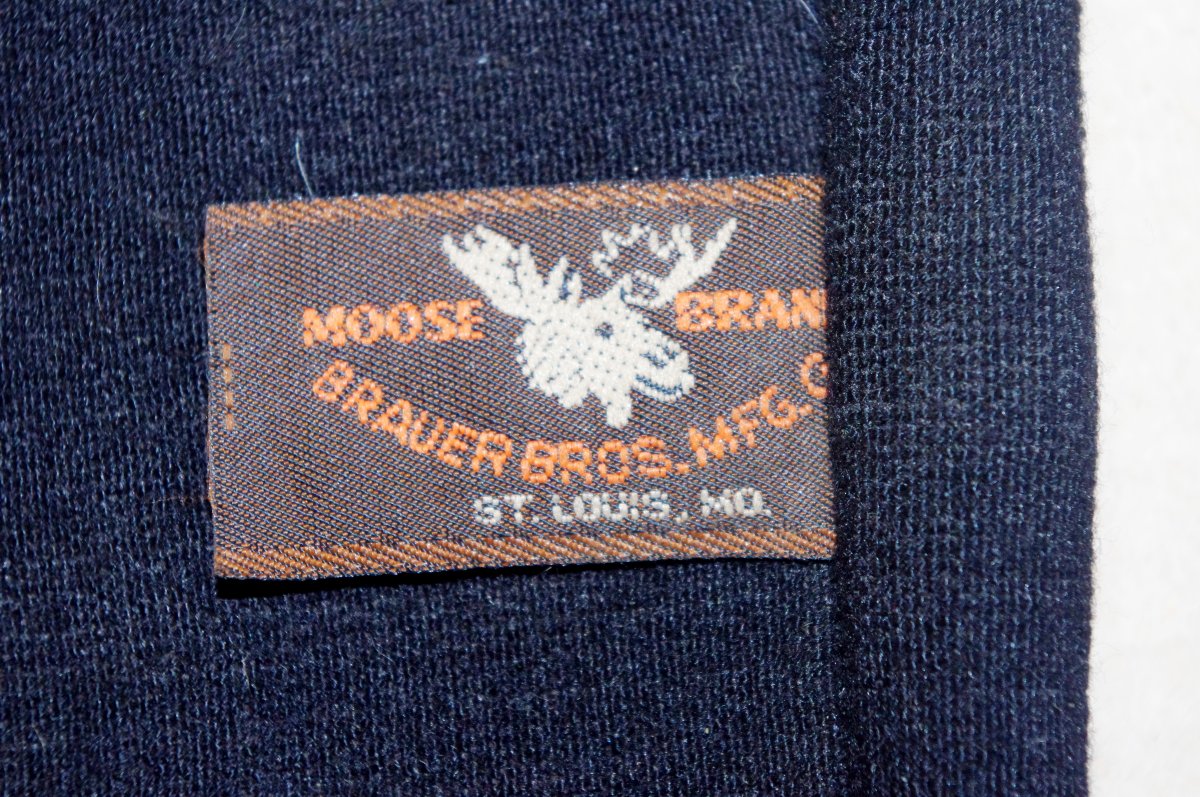 MOOSE BRAN
BRAUER BROS. MFG. C
ST. LOUIS, MO.